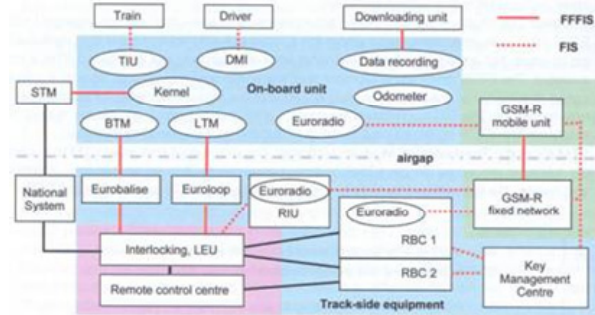 Train
Driver
Downloading unit
FFFIS
FIS
TIU
DMI
Data recording
STM
Kernel
On-board unit
Odometer
BTM
LTM
Euroradio
GSM-R
mobile unit
airgap
National
System
Eurobalise
Euroloop
Euroradio
RIU
Euroradio
GSM-R
fixed network
Interlocking, LEU
RBC 1
RBC 2
Key
Management
Centre
Remote control centre
Track-side equipment